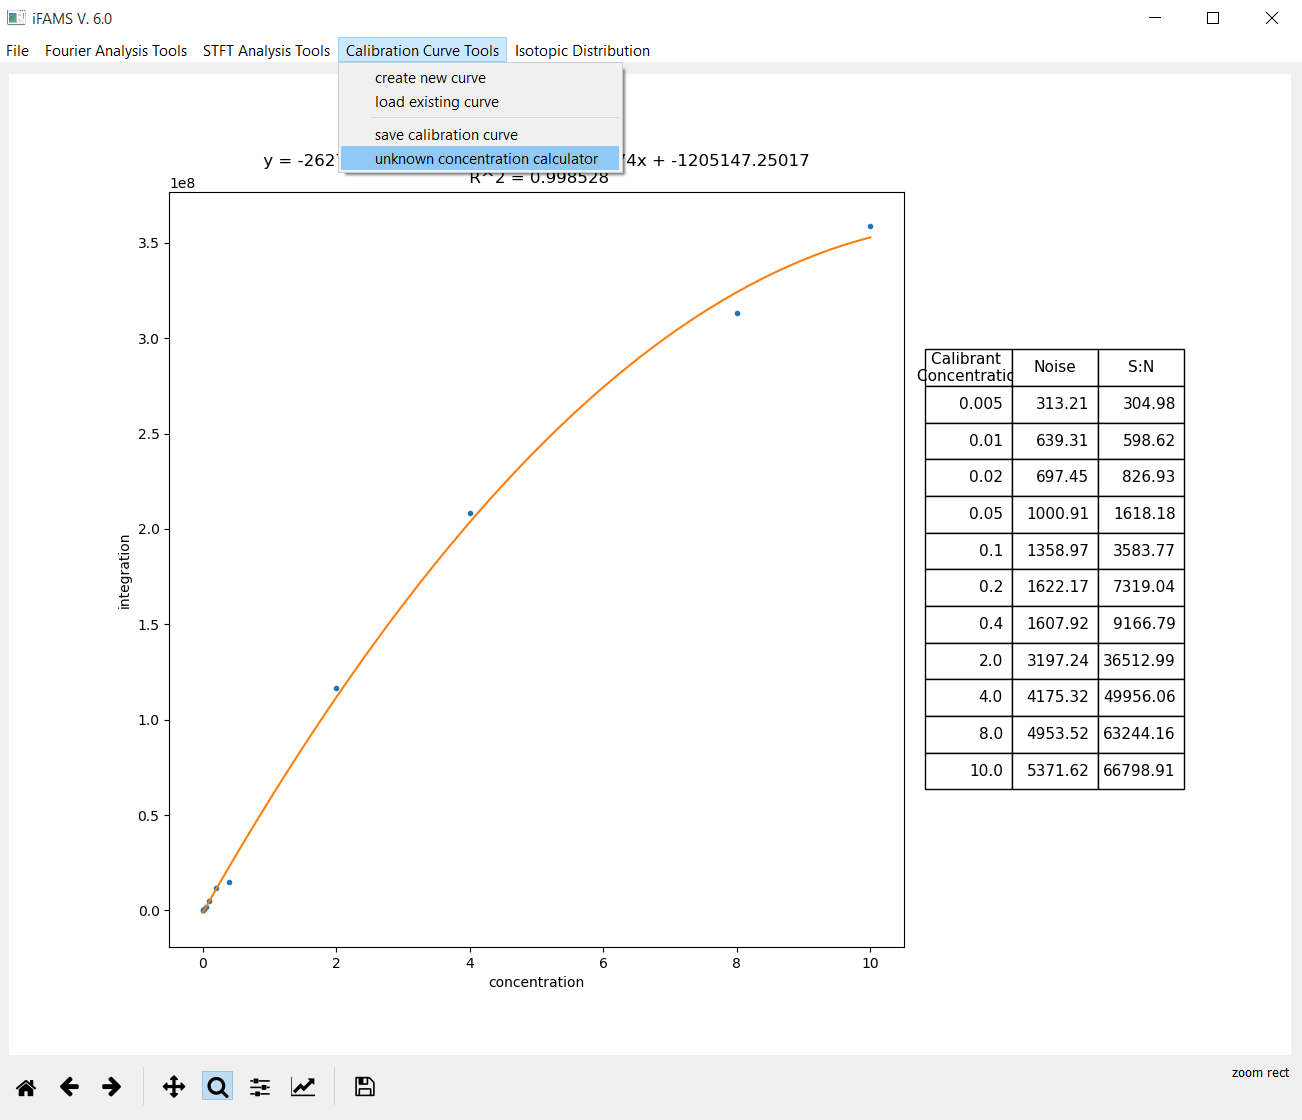 iFAMS V. 6.0
File Fourier Analysis Tools STFT Analysis Tools Calibration Curve Tools Isotopic Distribution
create new curve
load existing curve
save calibration curve
unknown concentration calculator
y = -262 4x + -1205147.25017
R^2 = 0.998528
1e8
3.5
3.0
2.5
2.0
1.5
1.0
0.5
0.0
integration
0 2 4 6 8 10
concentration
Calibrant Noise S:N
Concentratio
0.005 313.21 304.98
0.01 639.31 598.62
0.02 697.45 826.93
0.05 1000.91 1618.18
0.1 1358.97 3583.77
0.2 1622.17 7319.04
0.4 1607.92 9166.79
2.0 3197.24 36512.99
4.0 4175.32 49956.06
8.0 4953.52 63244.16
10.0 5371.62 66798.91
zoom rect